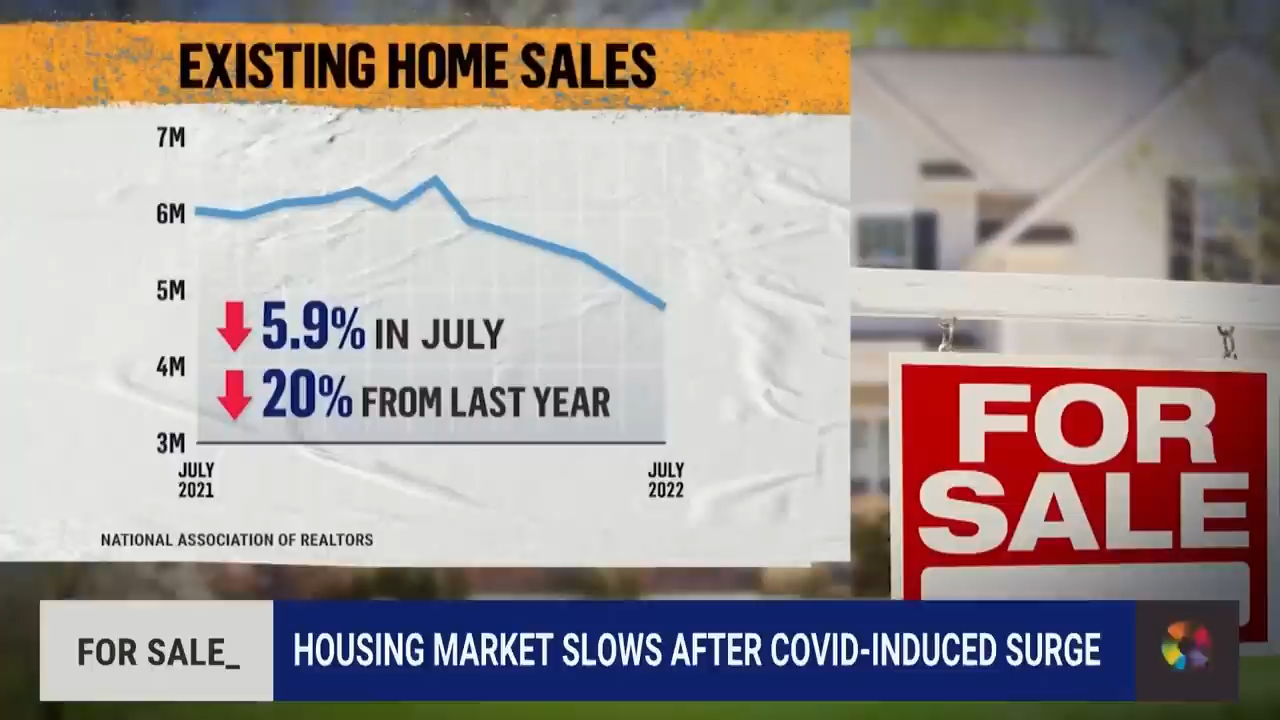 EXISTING HOME SALES
7M
6M
5M
4M
3M
5.9% IN JULY
20% FROM LAST YEAR
JULY
2021
JULY
2022
NATIONAL ASSOCIATION OF REALTORS
FOR
SALE
FOR SALE_
HOUSING MARKET SLOWS AFTER COVID-INDUCED SURGE